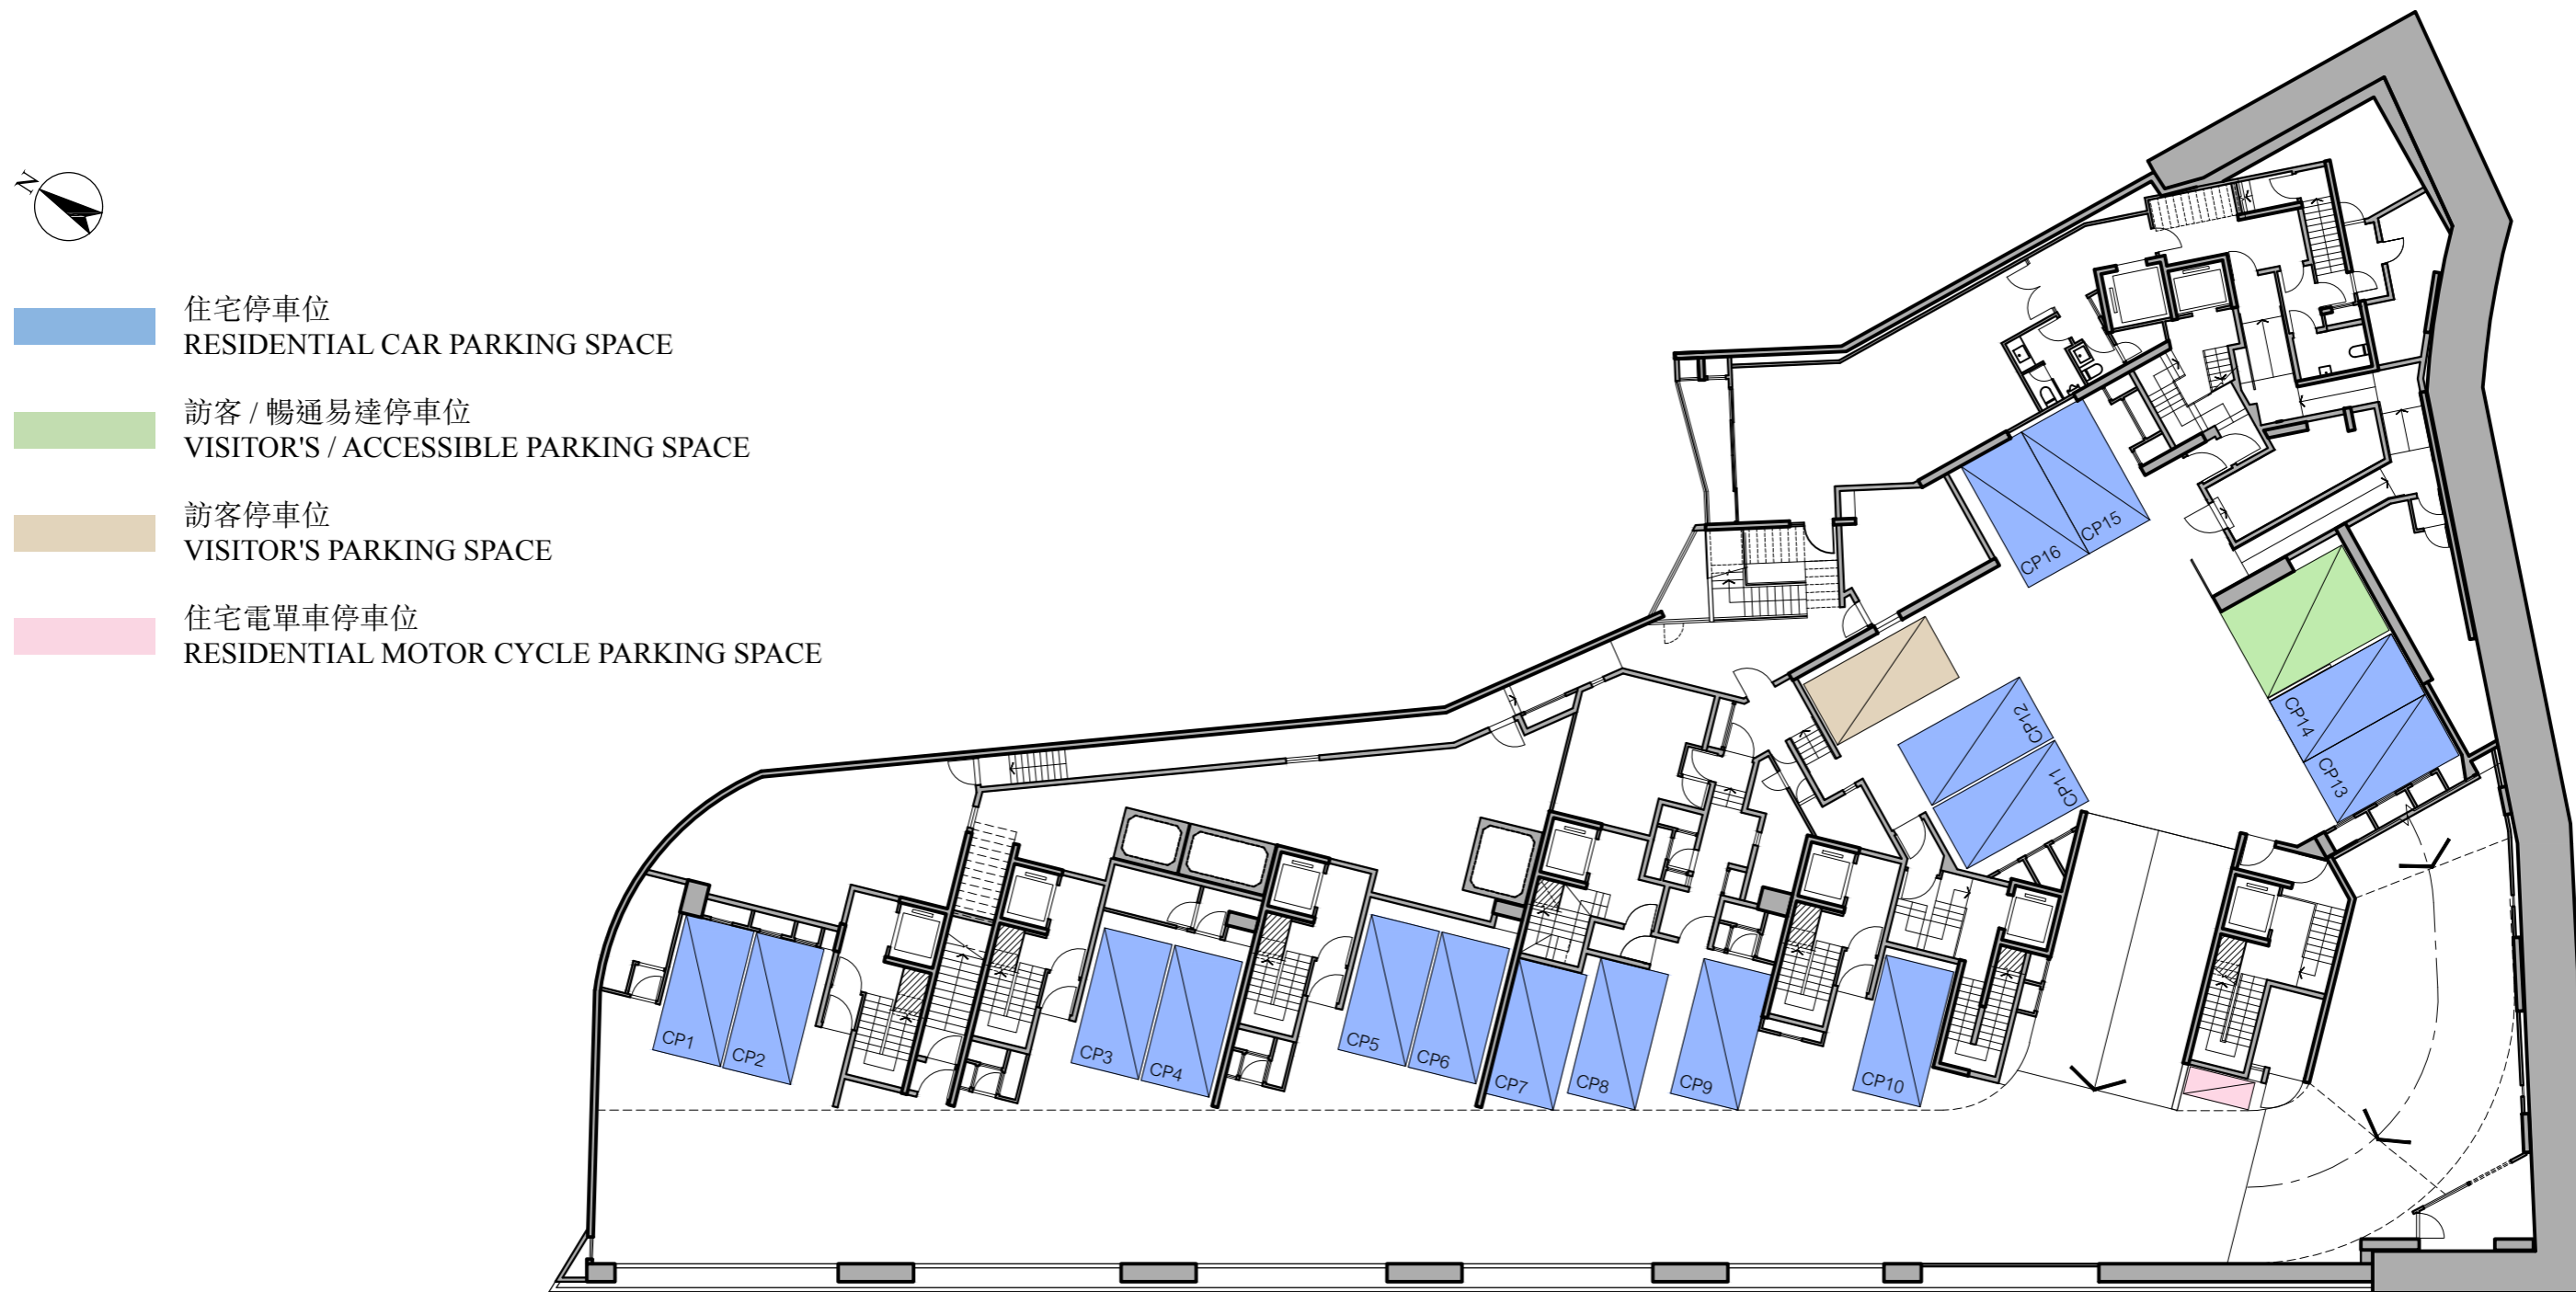 N
住宅停車位
RESIDENTIAL CAR PARKING SPACE
訪客 / 暢通易達停車位
VISITOR'S / ACCESSIBLE PARKING SPACE
訪客停車位
VISITOR'S PARKING SPACE
住宅電單車停車位
RESIDENTIAL MOTOR CYCLE PARKING SPACE
CP16
CP15
CP14
CP13
CP12
CP11
CP1
CP2
CP3
CP4
CP5
CP6
CP7
CP8
CP9
CP10